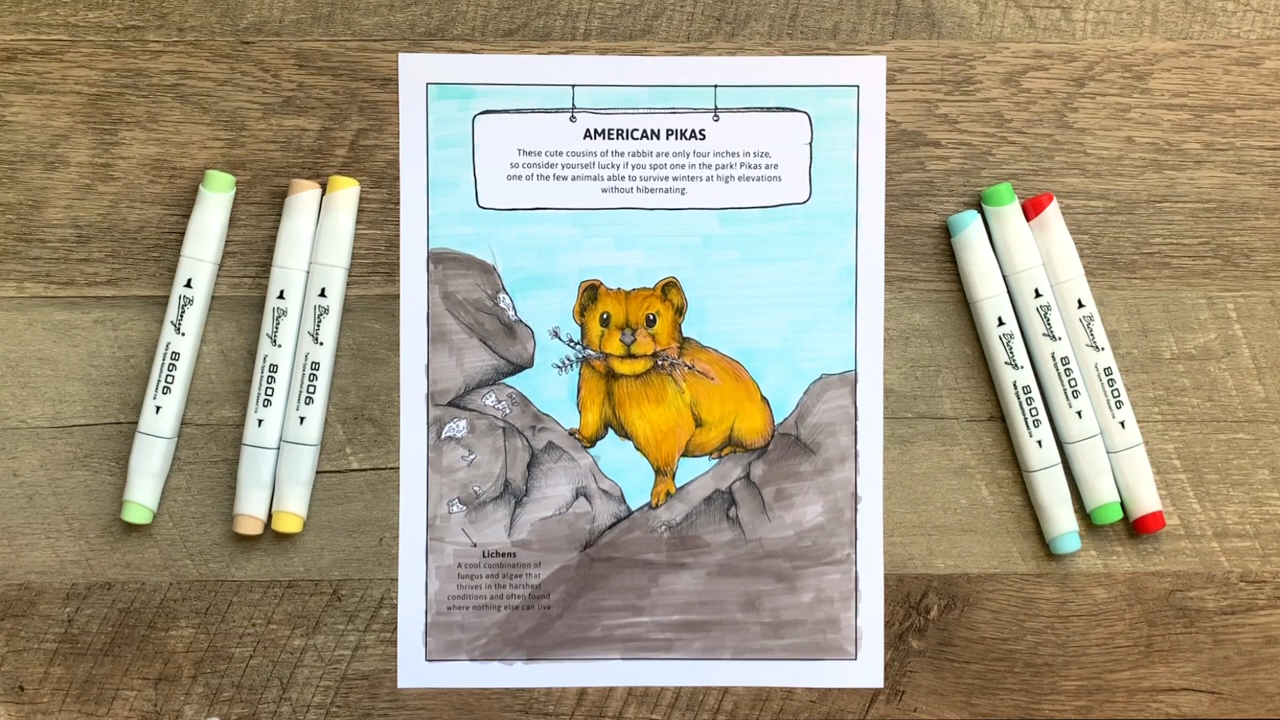 AMERICAN PIKAS
These cute cousins of the rabbit are only four inches in size,
so consider yourself lucky if you spot one in the park! Pikas are
one of the few animals able to survive winters at high elevations
without hibernating.
Lichens
A cool combination of
fungus and algae that
thrives in the harshest
conditions and often found
where nothing else can live
Bianyo
8606
Bianyo
8606
Bianyo
8606
Bianyo
8606
Bianyo
8606
Bianyo
8606